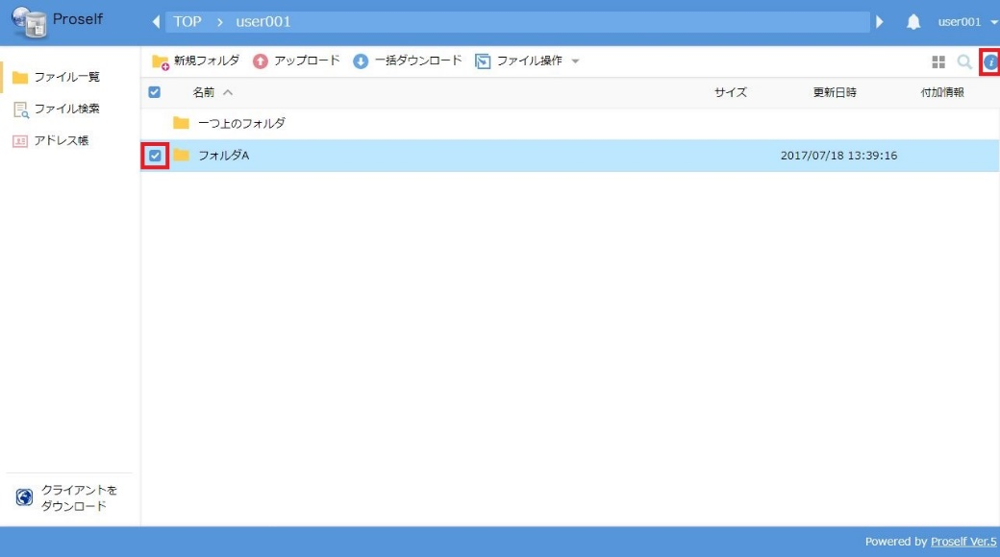 Proself
TOP > user001
user001
新規フォルダ アップロード 一括ダウンロード ファイル操作
ファイル一覧
ファイル検索
アドレス帳
名前 サイズ 更新日時 付加情報
一つ上のフォルダ
フォルダA 2017/07/18 13:39:16
クライアントを
ダウンロード
Powered by Proself Ver.5